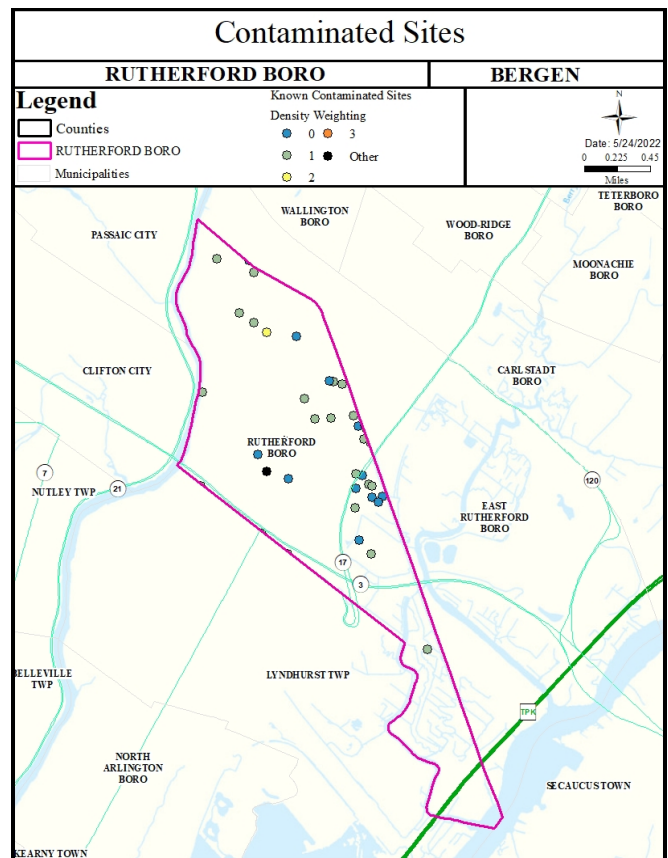 Contaminated Sites
RUTHERFORD BORO
BERGEN
Legend
Counties
RUTHERFORD BORO
Municipalities
Known Contaminated Sites
Density Weighting
0
3
1
Other
2
N
Date: 5/24/2022
0 0.225 0.45
Miles
TETERBORO
BORO
WALLINGTON
BORO
WOOD-RIDGE
BORO
PASSAIC CITY
MOONACHIE
BORO
CLIFTON CITY
CARLSTADT
BORO
RUTHERFORD
BORO
7
NUTLEY TWP
21
120
EAST
RUTHERFORD
BORO
17
3
LYNDHURST TWP
BELLEVILLE
TWP
TPK
NORTH
ARLINGTON
BORO
SECAUCUS TOWN
KEARNY TOWN